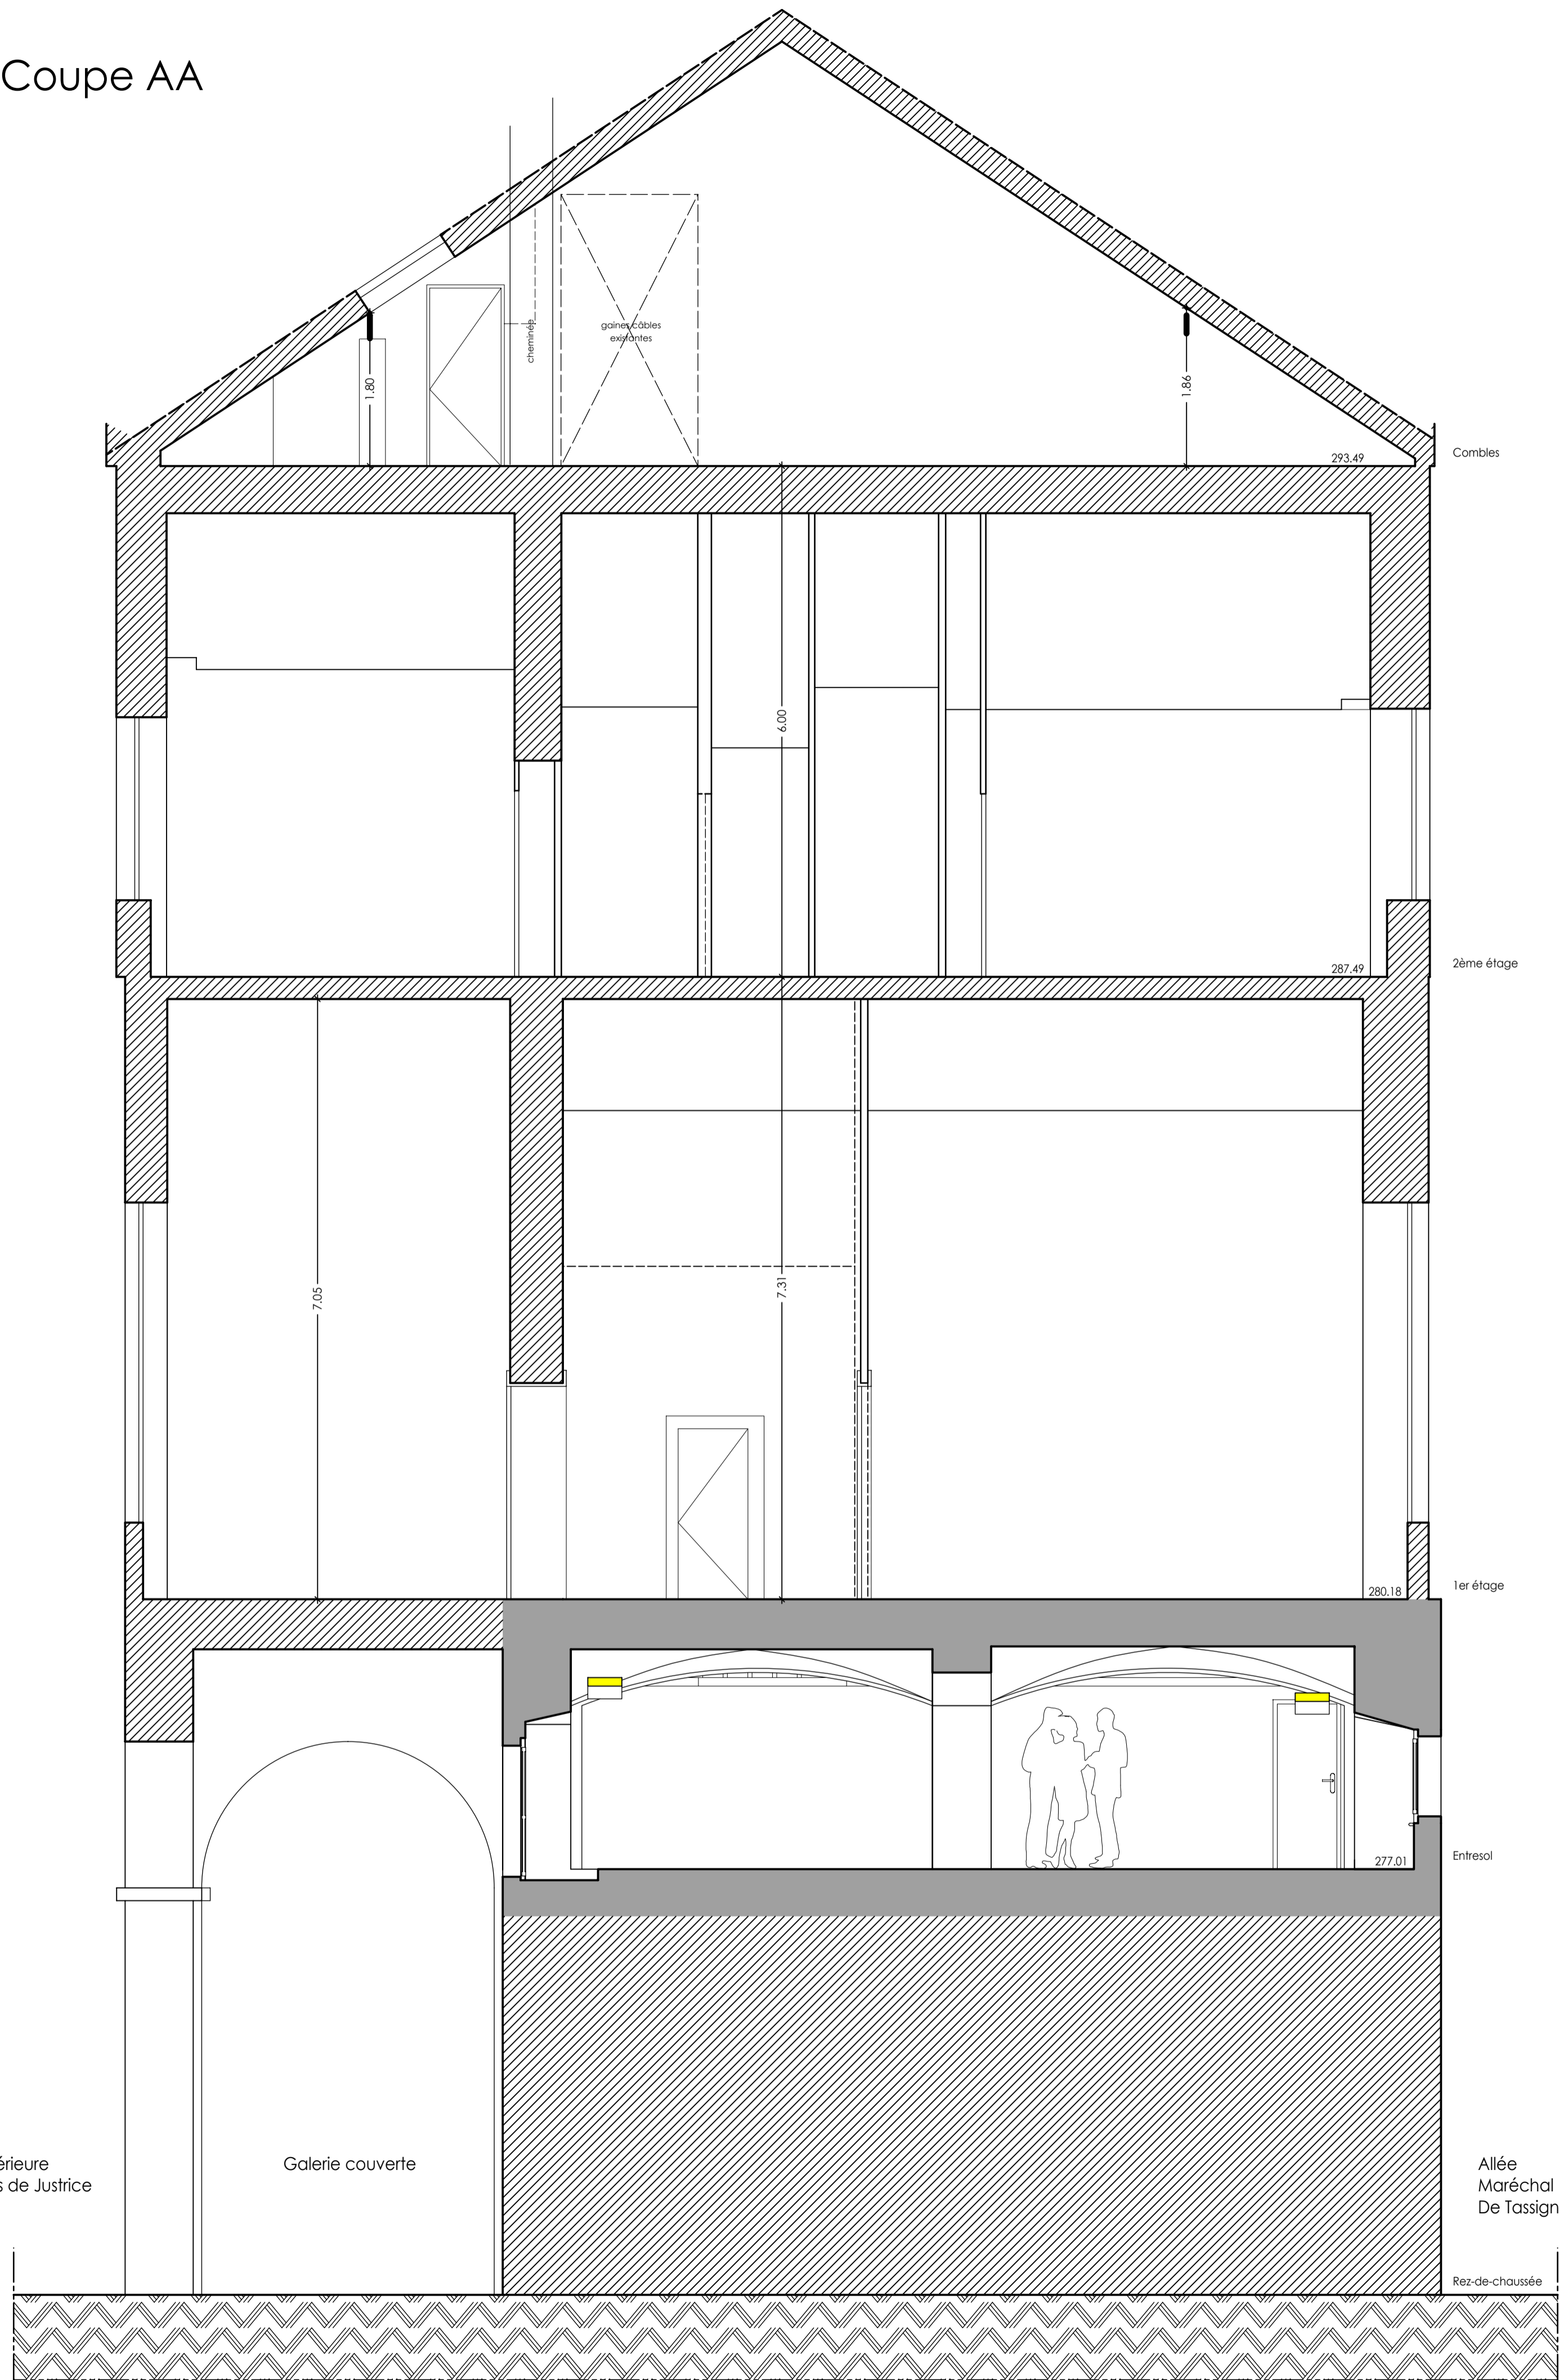 Coupe AA
cheminée
gaines câbles
existantes
1.80
1.86
293.49
Combles
6.00
287.49
2ème étage
7.05
7.31
280.18
1er étage
277.01
Entresol
érieure
s de Justrice
Galerie couverte
Allée
Maréchal
De Tassign
Rez-de-chaussée